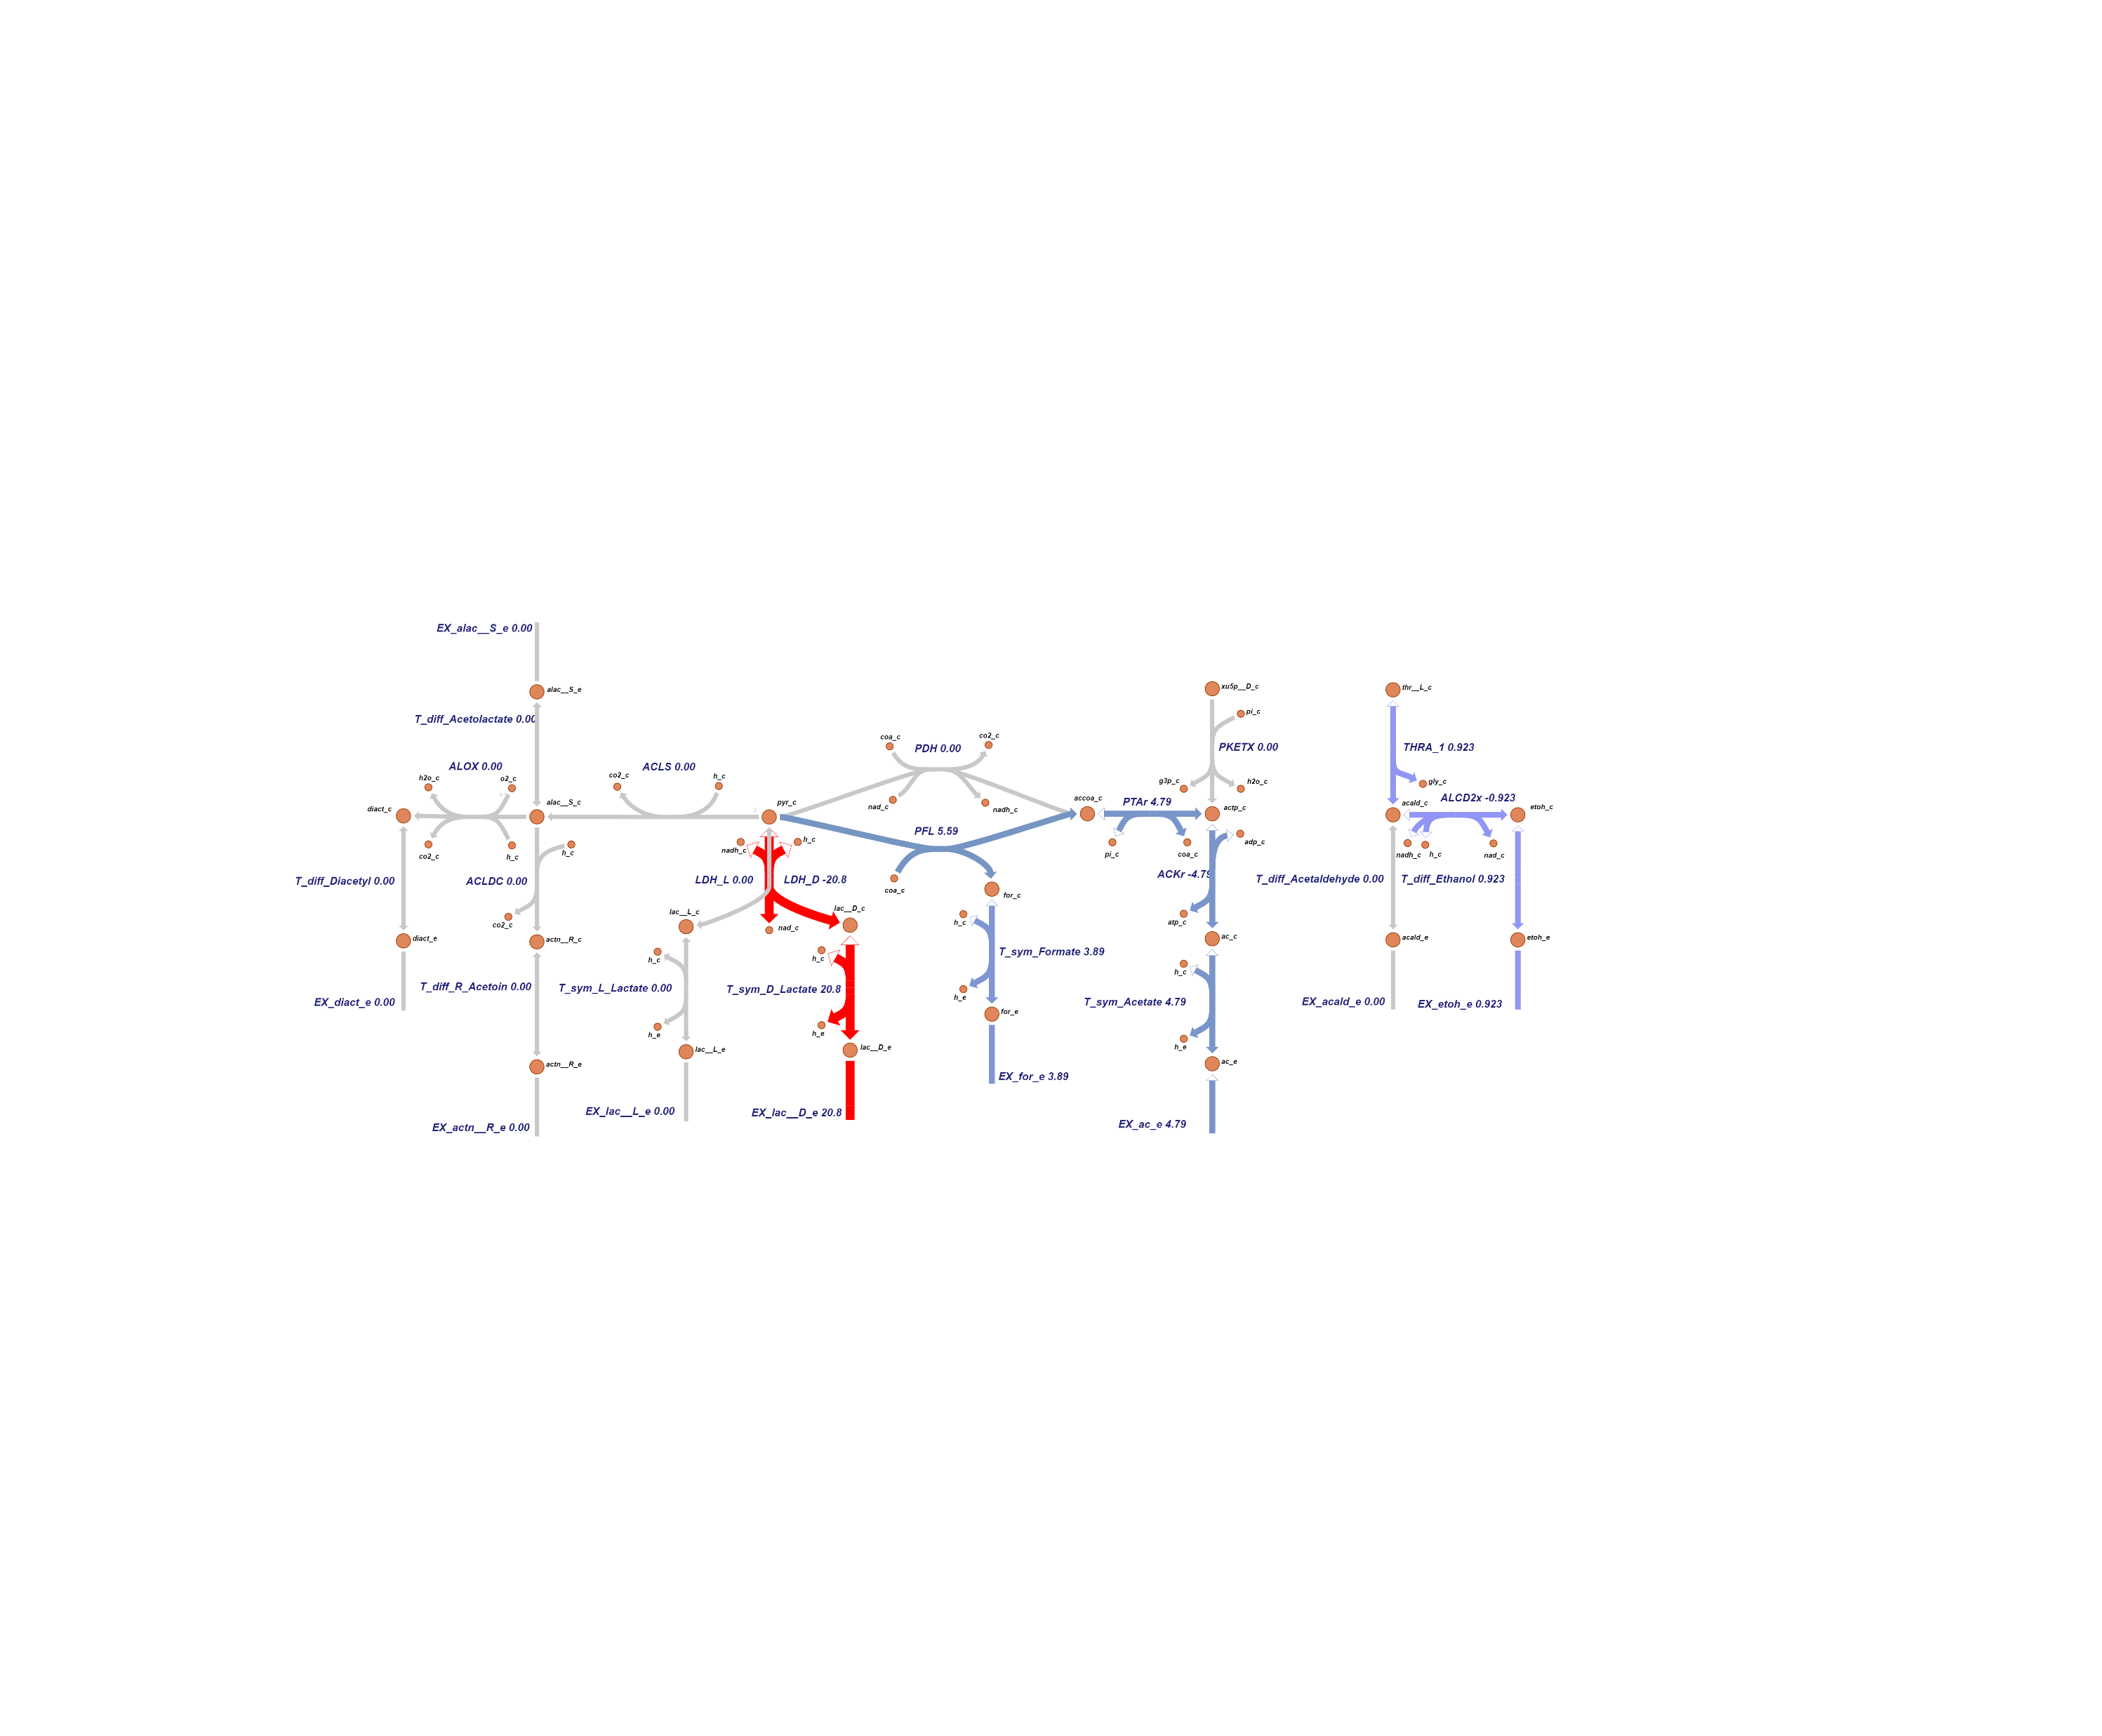 EX_alac__S_e 0.00
alac__S_e
T_diff_Acetolactate 0.00
ALOX 0.00
h2o_c
o2_c
diact_c
co2_c
h_c
alac__S_c
ACLS 0.00
co2_c
h_c
pyr_c
T_diff_Diacetyl 0.00
diact_e
EX_diact_e 0.00
ACLDC 0.00
h_c
co2_c
actn__R_c
T_diff_R_Acetoin 0.00
actn__R_e
EX_actn__R_e 0.00
nadh_c
h_c
LDH_L 0.00
LDH_D -20.8
lac__L_c
nad_c
lac__D_c
h_c
T_sym_L_Lactate 0.00
h_e
lac__L_e
EX_lac__L_e 0.00
h_c
T_sym_D_Lactate 20.8
h_e
lac__D_e
EX_lac__D_e 20.8
coa_c
PDH 0.00
co2_c
nad_c
nadh_c
PFL 5.59
coa_c
for_c
h_c
T_sym_Formate 3.89
h_e
for_e
EX_for_e 3.89
accoa_c
PTAr 4.79
pi_c
coa_c
xu5p__D_c
pi_c
PKETX 0.00
g3p_c
h2o_c
actp_c
adp_c
ACKr -4.79
atp_c
ac_c
h_c
T_sym_Acetate 4.79
h_e
ac_e
EX_ac_e 4.79
thr__L_c
THRA_1 0.923
gly_c
acald_c
ALCD2x -0.923
etoh_c
nadh_c
h_c
nad_c
T_diff_Acetaldehyde 0.00
T_diff_Ethanol 0.923
acald_e
etoh_e
EX_acald_e 0.00
EX_etoh_e 0.923